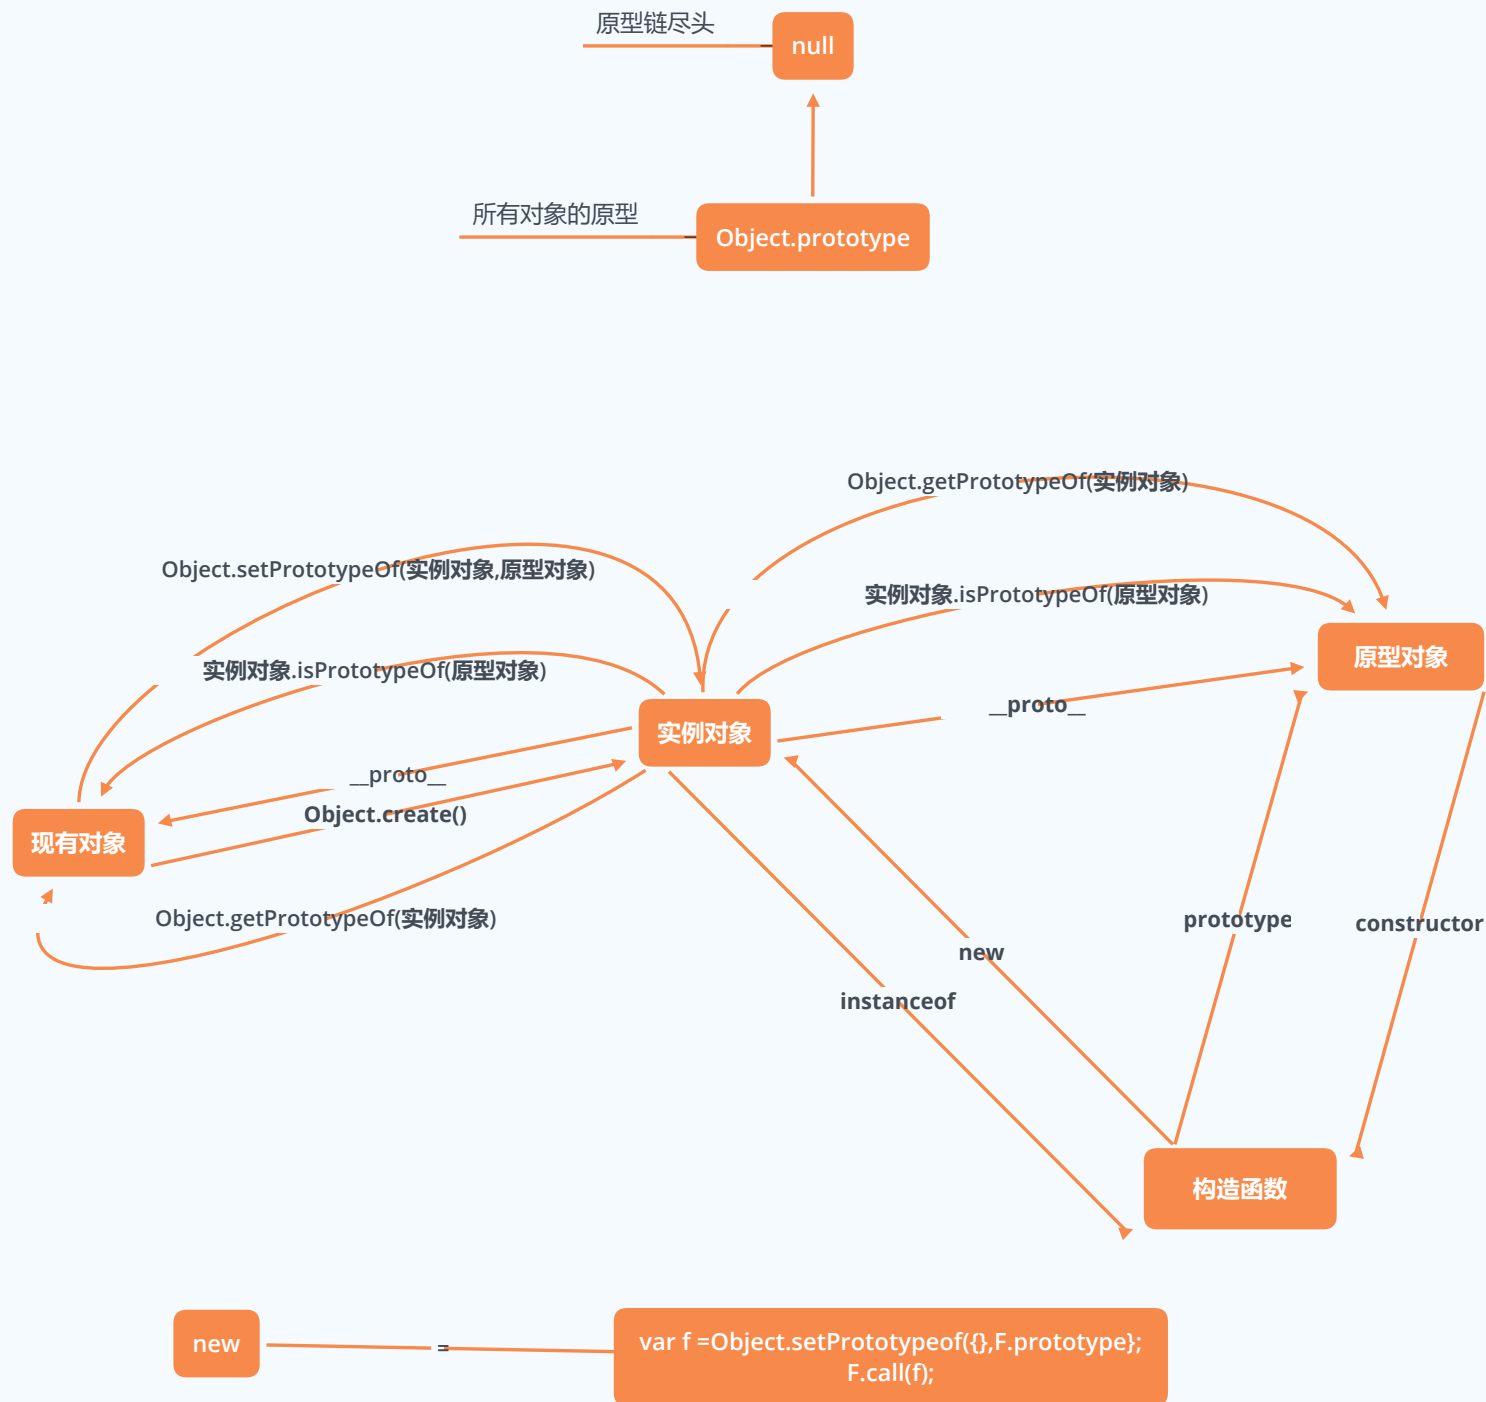 原型链尽头
null
所有对象的原型
Object.prototype
Object.getPrototypeOf(实例对象)
Object.setPrototypeOf(实例对象,原型对象)
实例对象.isPrototypeOf(原型对象)
实例对象.isPrototypeOf(原型对象)
原型对象
__proto__
实例对象
__proto__
Object.create()
现有对象
Object.getPrototypeOf(实例对象)
prototype
constructor
new
instanceof
构造函数
new
=
var f =Object.setPrototypeof({},F.prototype};
F.call(f);